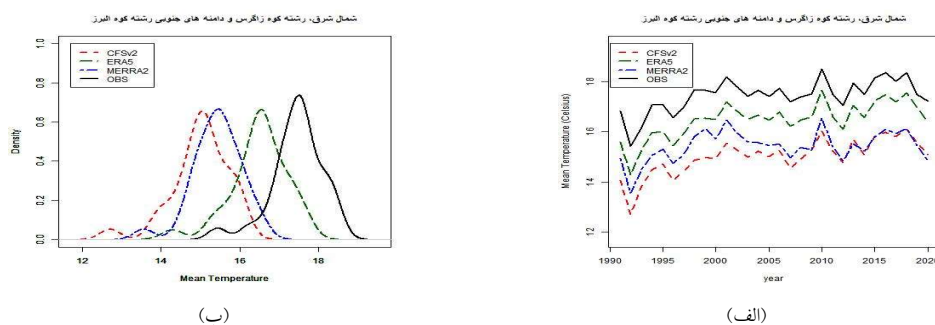 شمال شرق، رشته کوه زاگرس و دامنه های جنوبی رشته کوه البرز
CFSv2
ERA5
MERRA2
OBS
Mean Temperature (Celsius)
18
16
14
12
1990 1995 2000 2005 2010 2015 2020
year
(الف)
شمال شرق، رشته کوه زاگرس و دامنه های جنوبی رشته کوه البرز
CFSv2
ERA5
MERRA2
OBS
Density
1.0
0.8
0.6
0.4
0.2
0.0
12 14 16 18
Mean Temperature
(ب)